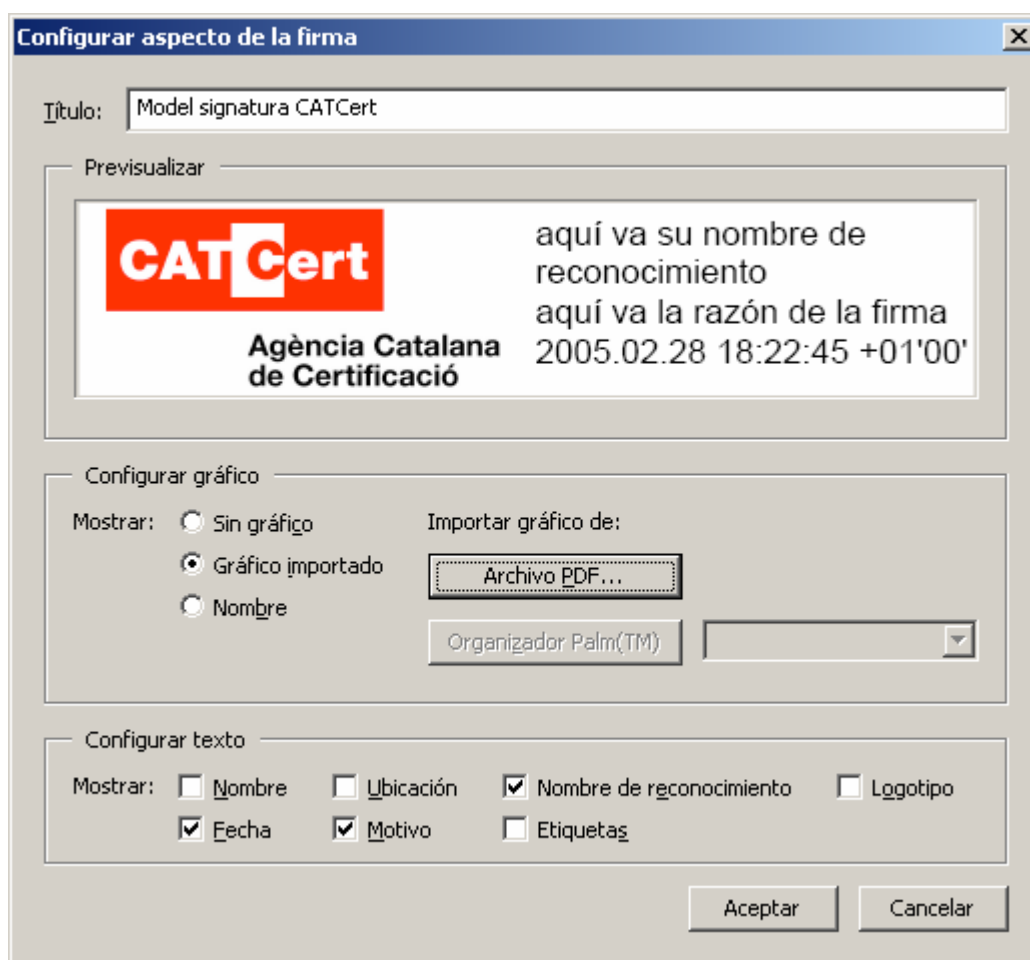 Configurar aspecto de la firma
Título: Model signatura CATCert
Previsualizar
CATCert
Agència Catalana
de Certificació
aquí va su nombre de
reconocimiento
aquí va la razón de la firma
2005.02.28 18:22:45 +01'00'
Configurar gráfico
Mostrar: Sin gráfico
Gráfico importado
Nombre
Importar gráfico de:
Archivo PDF...
Organizador Palm(TM)
Configurar texto
Mostrar: Nombre Ubicación Nombre de reconocimiento Logotipo
Fecha Motivo Etiquetas
Aceptar Cancelar